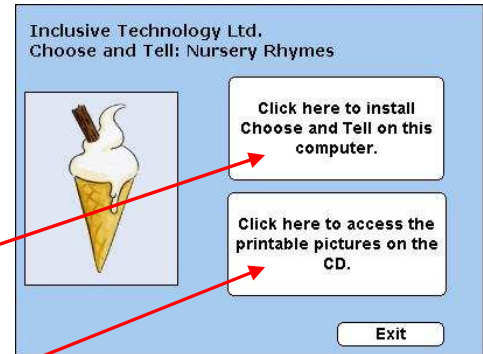 Inclusive Technology Ltd.
Choose and Tell: Nursery Rhymes
Click here to install
Choose and Tell on this
computer.
Click here to access the
printable pictures on the
CD.
Exit